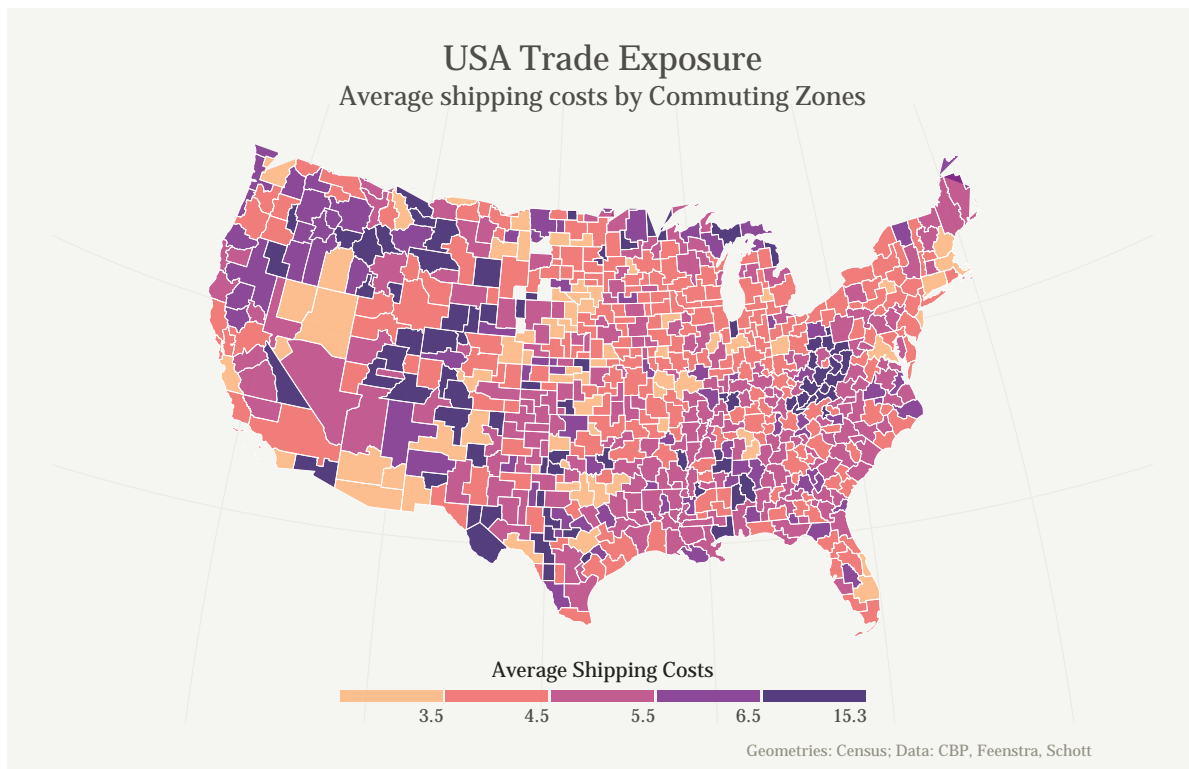 USA Trade Exposure
Average shipping costs by Commuting Zones
Average Shipping Costs
3.5 4.5 5.5 6.5 15.3
Geometries: Census; Data: CBP, Feenstra, Schott